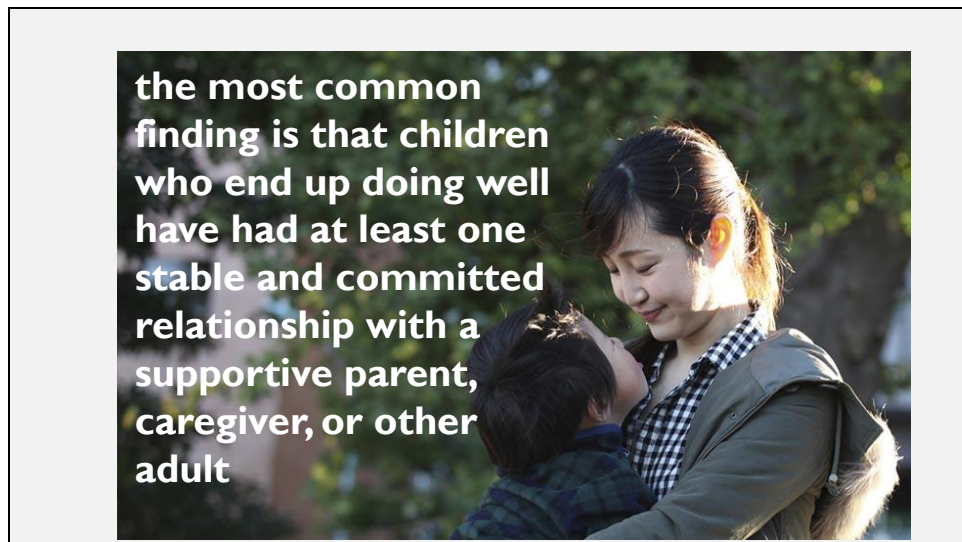 the most common
finding is that children
who end up doing well
have had at least one
stable and committed
relationship with a
supportive parent,
caregiver, or other
adult